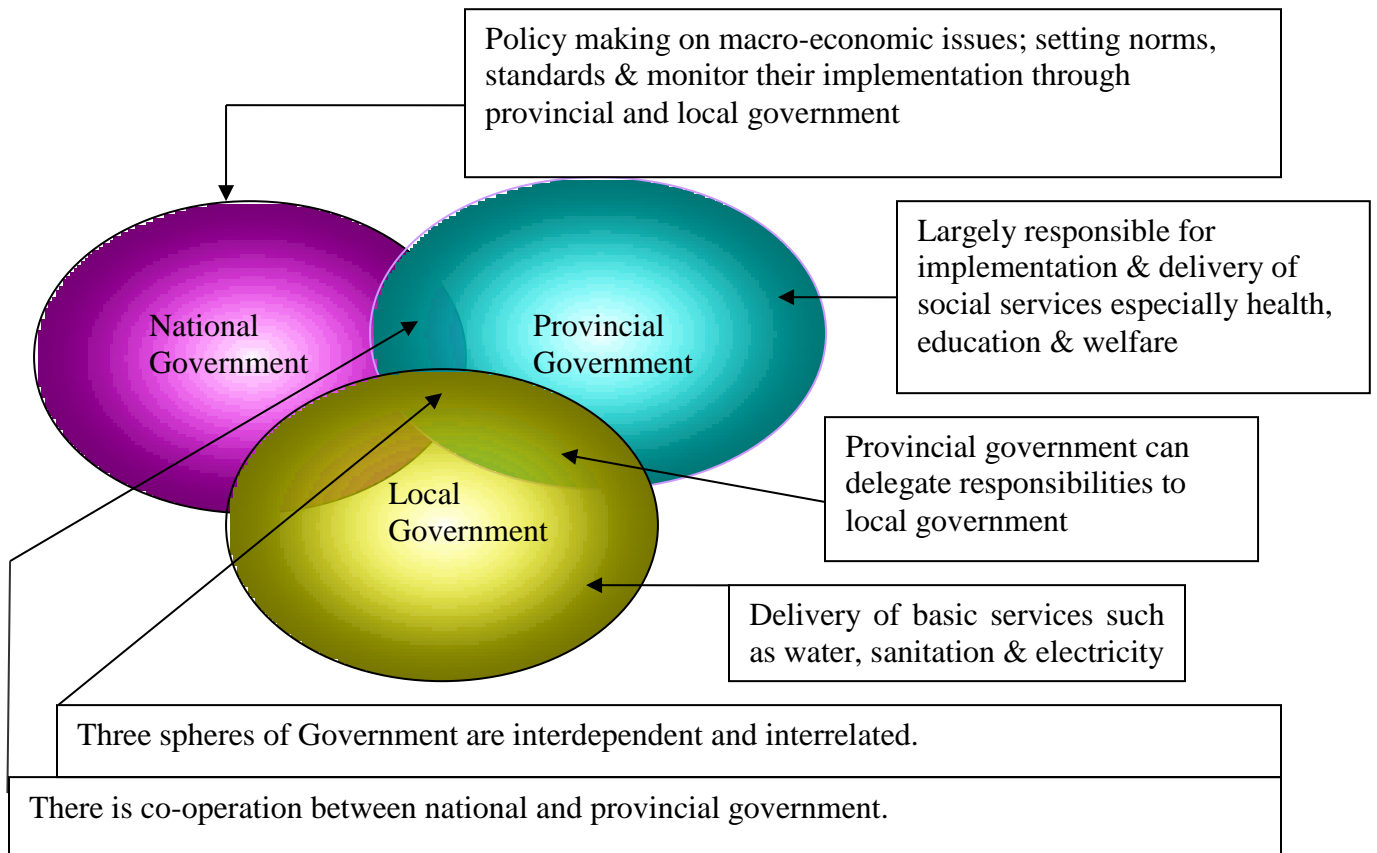 Policy making on macro-economic issues; setting norms,
standards & monitor their implementation through
provincial and local government
Largely responsible for
implementation & delivery of
social services especially health,
education & welfare
National
Government
Provincial
Government
Provincial government can
delegate responsibilities to
local government
Local
Government
Delivery of basic services such
as water, sanitation & electricity
Three spheres of Government are interdependent and interrelated.
There is co-operation between national and provincial government.